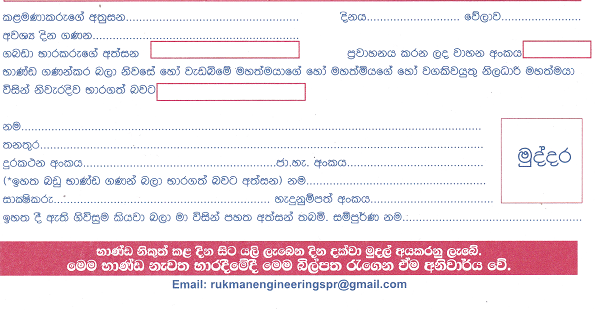 කළමණාකරුගේ අත්සන.................................................... දිනය .............................. වේලාව....................
අවශ්‍ය දින ගණන..........................................................
ගබඩා භාරකරුගේ අත්සන ප්‍රවාහනය කරන ලද වාහන අංකය
භාණ්ඩ ගණන්කර බලා නිවසේ හෝ වැඩබිමේ මහත්මයාගේ හෝ මහත්මියගේ හෝ වගකිවයුතු නිලධාරී මහත්මයා
විසින් නිවැරදිව භාරගත් බවට
නම...................................................................................................................................
තනතුර............................................................................................................................
දුරකථන අංකය.......................................................ජා.හැ. අංකය........................................
(*ඉහත බඩු භාණ්ඩ ගණන් බලා භාරගත් බවට අත්සන) නම..................................................
සාක්ෂිකරු.................................................................. හැඳුනුම්පත් අංකය...............................
ඉහත දී ඇති ගිවිසුම කියවා බලා මා විසින් පහත අත්සන් තබමි. සම්පුර්ණ නම..........................
මුද්දර
භාණ්ඩ නිකුත් කළ දින සිට යලි ලැබෙන දින දක්වා මුදල් අයකරනු ලැබේ.
මෙම භාණ්ඩ නැවත භාරදීමේදී මෙම බිල්පත රැගෙන ඒම අනිවාර්ය වේ.
Email: rukmanengineeringspr@gmail.com